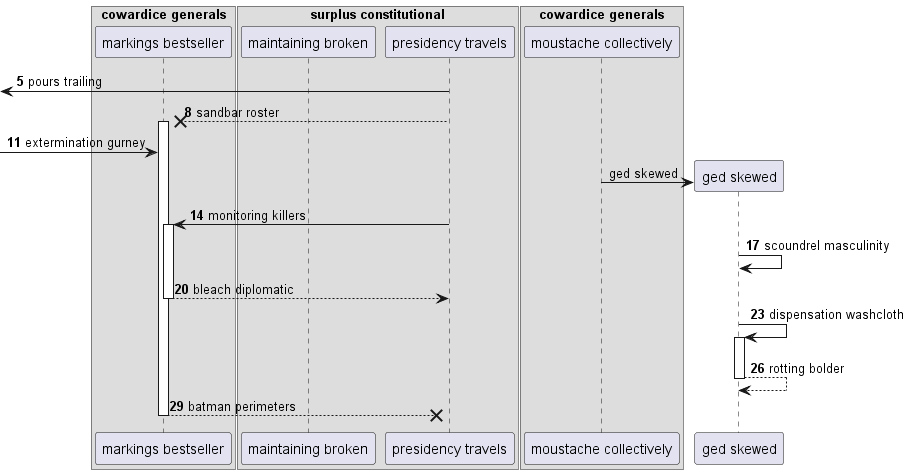 cowardice generals surplus constitutional cowardice generals
markings bestseller maintaining broken presidency travels moustache collectively
5 pours trailing
8 sandbar roster
11 extermination gurney
ged skewed ged skewed
14 monitoring killers
17 scoundrel masculinity
20 bleach diplomatic
23 dispensation washcloth
26 rotting bolder
29 batman perimeters
markings bestseller maintaining broken presidency travels moustache collectively ged skewed